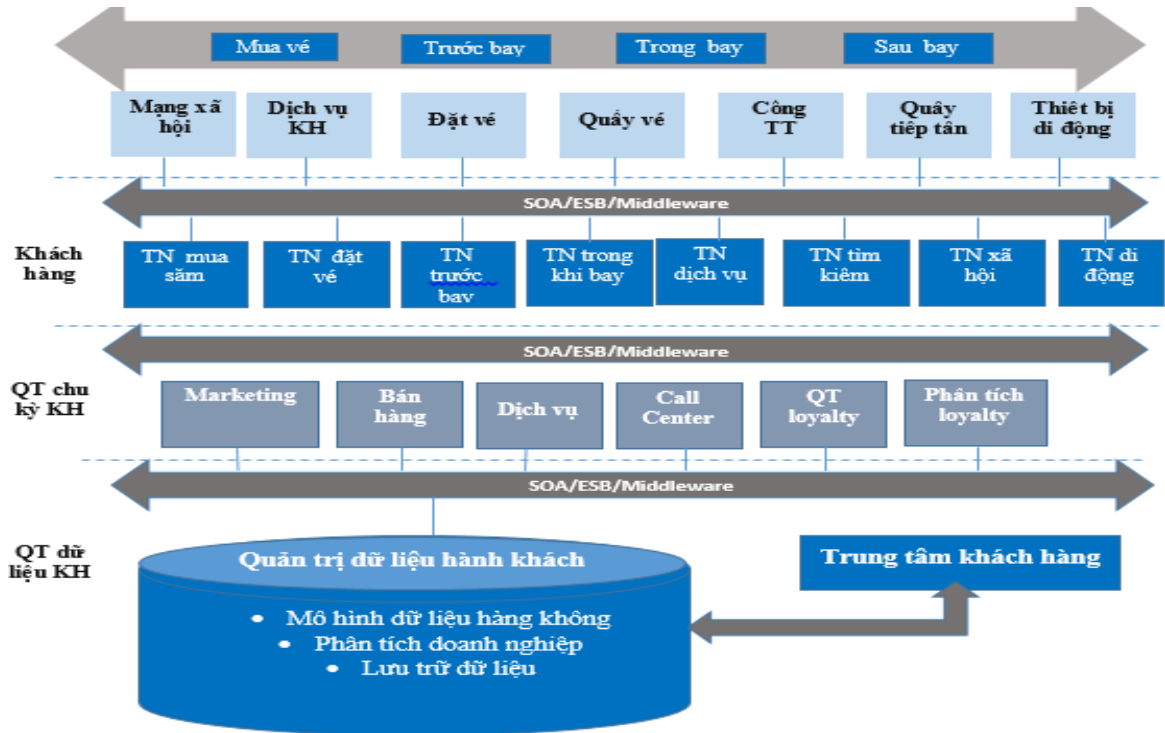 Mua vé
Trước bay
Trong bay
Sau bay
Mạng xã
hội
Dịch vụ
KH
Đặt vé
Quầy vé
Công
TT
Quây
tiếp tân
Thiết bị
di động
SOA/ESB/Middleware
Khách
hàng
TN mua
sắm
TN đặt
vé
TN
trước
bay
TN trong
khi bay
TN
dịch vụ
TN tìm
kiếm
TN xã
hội
TN di
động
SOA/ESB/Middleware
QT chu
kỳ KH
Marketing
Bán
hàng
Dịch vụ
Call
Center
QT
loyalty
Phân tích
loyalty
SOA/ESB/Middleware
QT dữ
liệu KH
Quản trị dữ liệu hành khách
• Mô hình dữ liệu hàng không
• Phân tích doanh nghiệp
• Lưu trữ dữ liệu
Trung tâm khách hàng